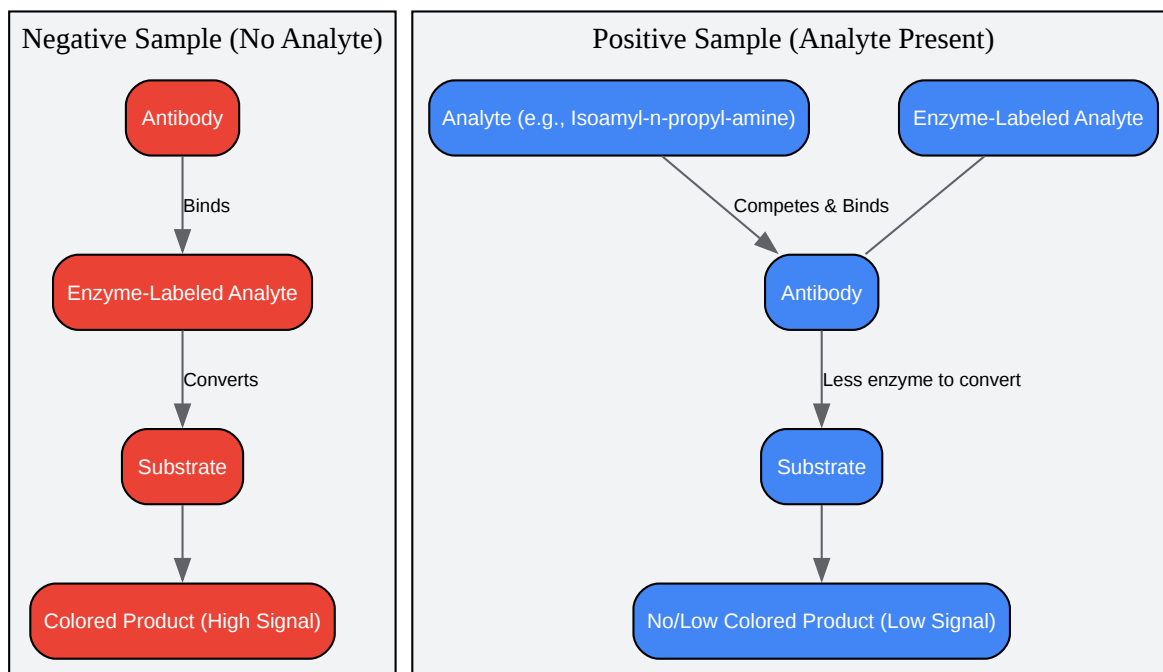 Negative Sample (No Analyte)
Antibody
Binds
Enzyme-Labeled Analyte
Converts
Substrate
Colored Product (High Signal)
Positive Sample (Analyte Present)
Analyte (e.g., Isoamyl-n-propyl-amine)
Enzyme-Labeled Analyte
Competes & Binds
Antibody
Less enzyme to convert
Substrate
No/Low Colored Product (Low Signal)